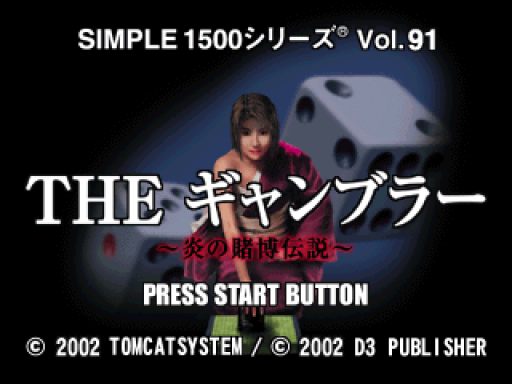 SIMPLE 1500シリーズ® Vol.91
THE ギャンブラー
～炎の賭博伝説～
PRESS START BUTTON
© 2002 TOMCATSYSTEM / © 2002 D3 PUBLISHER